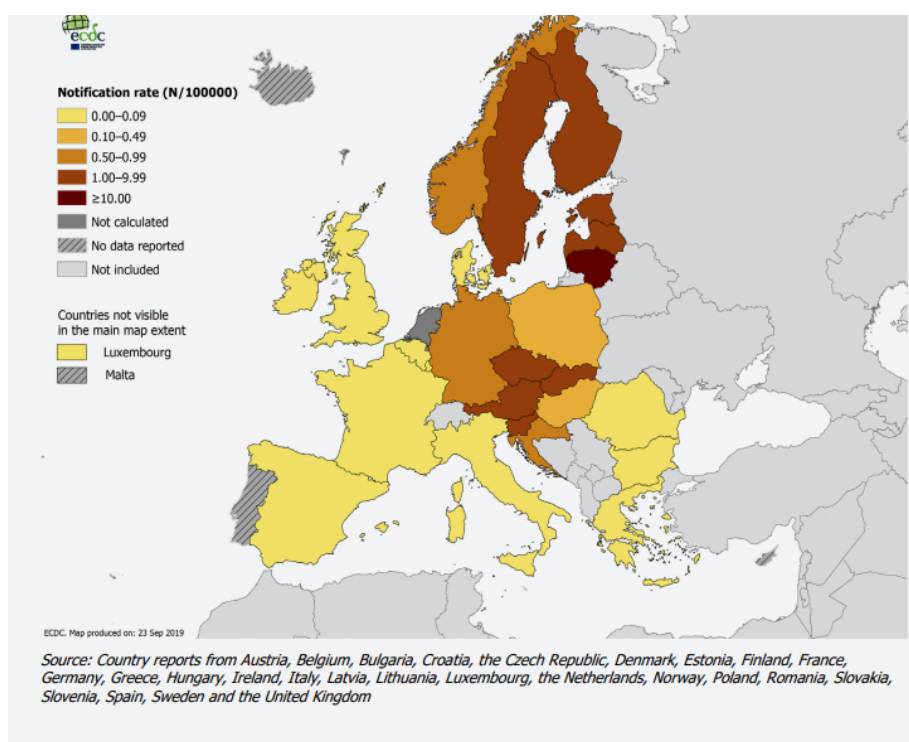 ecdc
Notification rate (N/100000)
0.00–0.09
0.10–0.49
0.50–0.99
1.00–9.99
≥10.00
Not calculated
No data reported
Not included
Countries not visible
in the main map extent
Luxembourg
Malta
ECDC. Map produced on: 23 Sep 2019
Source: Country reports from Austria, Belgium, Bulgaria, Croatia, the Czech Republic, Denmark, Estonia, Finland, France,
Germany, Greece, Hungary, Ireland, Italy, Latvia, Lithuania, Luxembourg, the Netherlands, Norway, Poland, Romania, Slovakia,
Slovenia, Spain, Sweden and the United Kingdom